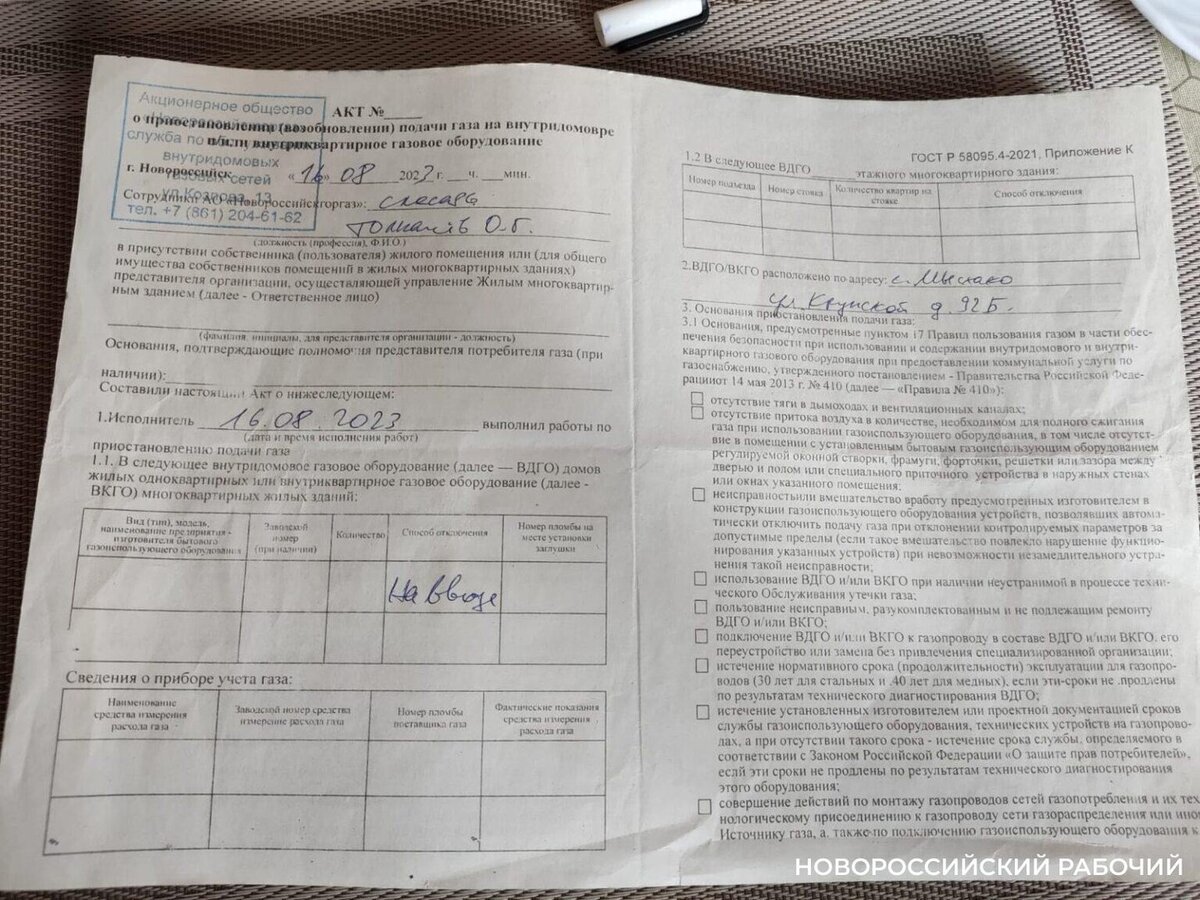 Акционерное общество
служба по
внутридомовых
газовых сетей
ул.Козлова, 13
тел. +7 (861) 204-61-62
АКТ №_____
о приостановлении (возобновлении) подачи газа на внутридомовре
и/или внутриквартирное газовое оборудование
г. Новороссийск « 16 » 08 2023 г. __ч. ___мин.
Сотрудники АО «Новороссийскгоргаз»: слесарь
О.Г.
(должность (профессия), Ф.И.О.)
в присутствии собственника (пользователя) жилого помещения или (для общего
имущества собственников помещений в жилых многоквартирных зданиях)
представителя организации, осуществляющей управление Жилым многоквартир-
ным зданием (далее - Ответственное лицо)
(фамилия, инициалы, для представителя организации - должность)
Основания, подтверждающие полномочия представителя потребителя газа (при
наличии):
Составили настоящий Акт о нижеследующем:
1.Исполнитель 16.08.2023 выполнил работы по
(дата и время исполнения работ)
приостановлению подачи газа
1.1. В следующее внутридомовое газовое оборудование (далее — ВДГО) домов
жилых одноквартирных или внутриквартирное газовое оборудование (далее -
ВКГО) многоквартирных жилых зданий:
Вид (тип), модель, наименование предприятия - изготовителя бытового газоиспользующего оборудования
Заводской номер (при наличии)
Количество
Способ отключения
Номер пломбы на месте установки заглушки
На вводе
Сведения о приборе учета газа:
Наименование средства измерения расхода газа
Заводской номер средства измерение расхода газа
Номер пломбы поставщика газа
Фактические показания средства измерения расхода газа
ГОСТ Р 58095.4-2021, Приложение К
1.2 В следующее ВДГО ______ этажного многоквартирного здания:
Номер подъезда
Номер стояка
Количество квартир на стояке
Способ отключения
2.ВДГО/ВКГО расположено по адресу: с. Мысхако
ул. Крупской д. 92Б.
3. Основания приостановления подачи газа:
3.1 Основания, предусмотренные пунктом i7 Правил пользования газом в части обес-
печения безопасности при использовании и содержании внутридомового и внутри-
квартирного газового оборудования при предоставлении коммунальной услуги по
газоснабжению, утвержденного постановлением - Правительства Российской Феде-
рациют 14 мая 2013 г. № 410 (далее — «Правила № 410»):
отсутствие тяги в дымоходах и вентиляционных каналах;
отсутствие притока воздуха в количестве, необходимом для полного сжигания
газа при использовании газоиспользующего оборудования, в том числе отсутст-
вие в помещении с установленным бытовым газоиспользующим оборудованием
регулируемой оконной створки, фрамуги, форточки, решетки или зазора между
дверью и полом или специального приточного устройства в наружных стенах
или окнах указанного помещения;
неисправностьили вмешательство вработу предусмотренных изготовителем в
конструкции газоиспользующего оборудования устройств, позволявших автома-
тически отключить подачу газа при отклонении контролируемых параметров за
допустимые пределы (если такое вмешательство повлекло нарушение функцио-
нирования указанных устройств) при невозможности незамедлительного устра-
нения такой неисправности;
использование ВДГО и/или ВКГО при наличии неустранимой в процессе техни-
ческого Обслуживания утечки газа;
пользование неисправным, разукомплектованным и не подлежащим ремонту
ВДГО и/или ВКГО;
подключение ВДГО и/или ВКГО к газопроводу в составе ВДГО и/или ВКГО, его
переустройство или замена без привлечения специализированной организации;
истечение нормативного срока (продолжительности) эксплуатации для газопро-
водов (30 лет для стальных и .40 лет для медных), если эти-сроки не .продлены
по результатам технического диагностирования ВДГО;
истечение установленных изготовителем или проектной документацией сроков
службы газоиспользующего оборудования, технических устройств на газопрово-
дах, а при отсутствии такого срока - истечение срока службы, определяемого в
соответствии с Законом Российской Федерации «О защите прав потребителей»,
если эти сроки не продлены по результатам технического диагностирования
этого оборудования;
совершение действий по монтажу газопроводов сетей газопотребления и их тех
нологическому присоединению к газопроводу сети газораспределения или ино
Источнику газа, а. также по подключению газоиспользующего оборудования к
НОВОРОССИЙСКИЙ РАБОЧИЙ